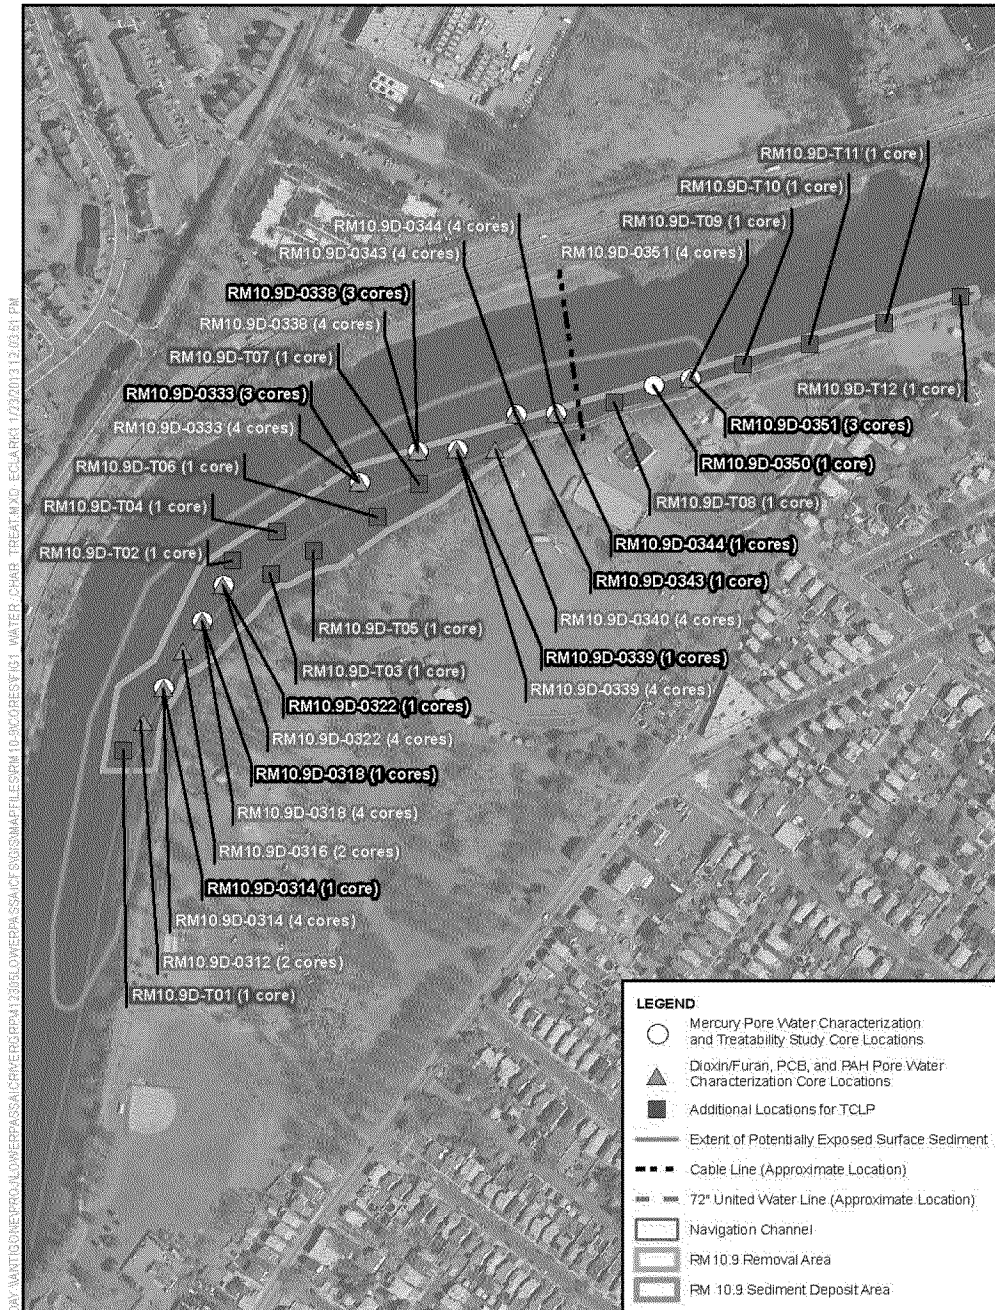 RM10.9D-T11 (1 core)
RM10.9D-T10 (1 core)
RM10.9D-T09 (1 core)
RM10.9D-0344 (4 cores)
RM10.9D-0343 (4 cores)
RM10.9D-0351 (4 cores)
RM10.9D-0338 (3 cores)
RM10.9D-0338 (4 cores)
RM10.9D-T07 (1 core)
RM10.9D-0333 (3 cores)
RM10.9D-0333 (4 cores)
RM10.9D-T12 (1 core)
RM10.9D-0351 (3 cores)
RM10.9D-T06 (1 core)
RM10.9D-0350 (1 core)
RM10.9D-T04 (1 core)
RM10.9D-T08 (1 core)
RM10.9D-T02 (1 core)
RM10.9D-0344 (1 cores)
RM10.9D-0343 (1 core)
RM10.9D-0340 (4 cores)
RM10.9D-T05 (1 core)
RM10.9D-0339 (1 cores)
RM10.9D-T03 (1 core)
RM10.9D-0339 (4 cores)
RM10.9D-0322 (1 cores)
RM10.9D-0322 (4 cores)
RM10.9D-0318 (1 cores)
RM10.9D-0318 (4 cores)
RM10.9D-0316 (2 cores)
RM10.9D-0314 (1 core)
RM10.9D-0314 (4 cores)
RM10.9D-0312 (2 cores)
RM10.9D-T01 (1 core)
LEGEND
Mercury Pore Water Characterization
and Treatability Study Core Locations
Dioxin/Furan, PCB, and PAH Pore Water
Characterization Core Locations
Additional Locations for TCLP
Extent of Potentially Exposed Surface Sediment
Cable Line (Approximate Location)
72" United Water Line (Approximate Location)
Navigation Channel
RM10.9 Removal Area
RM 10.9 Sediment Deposit Area